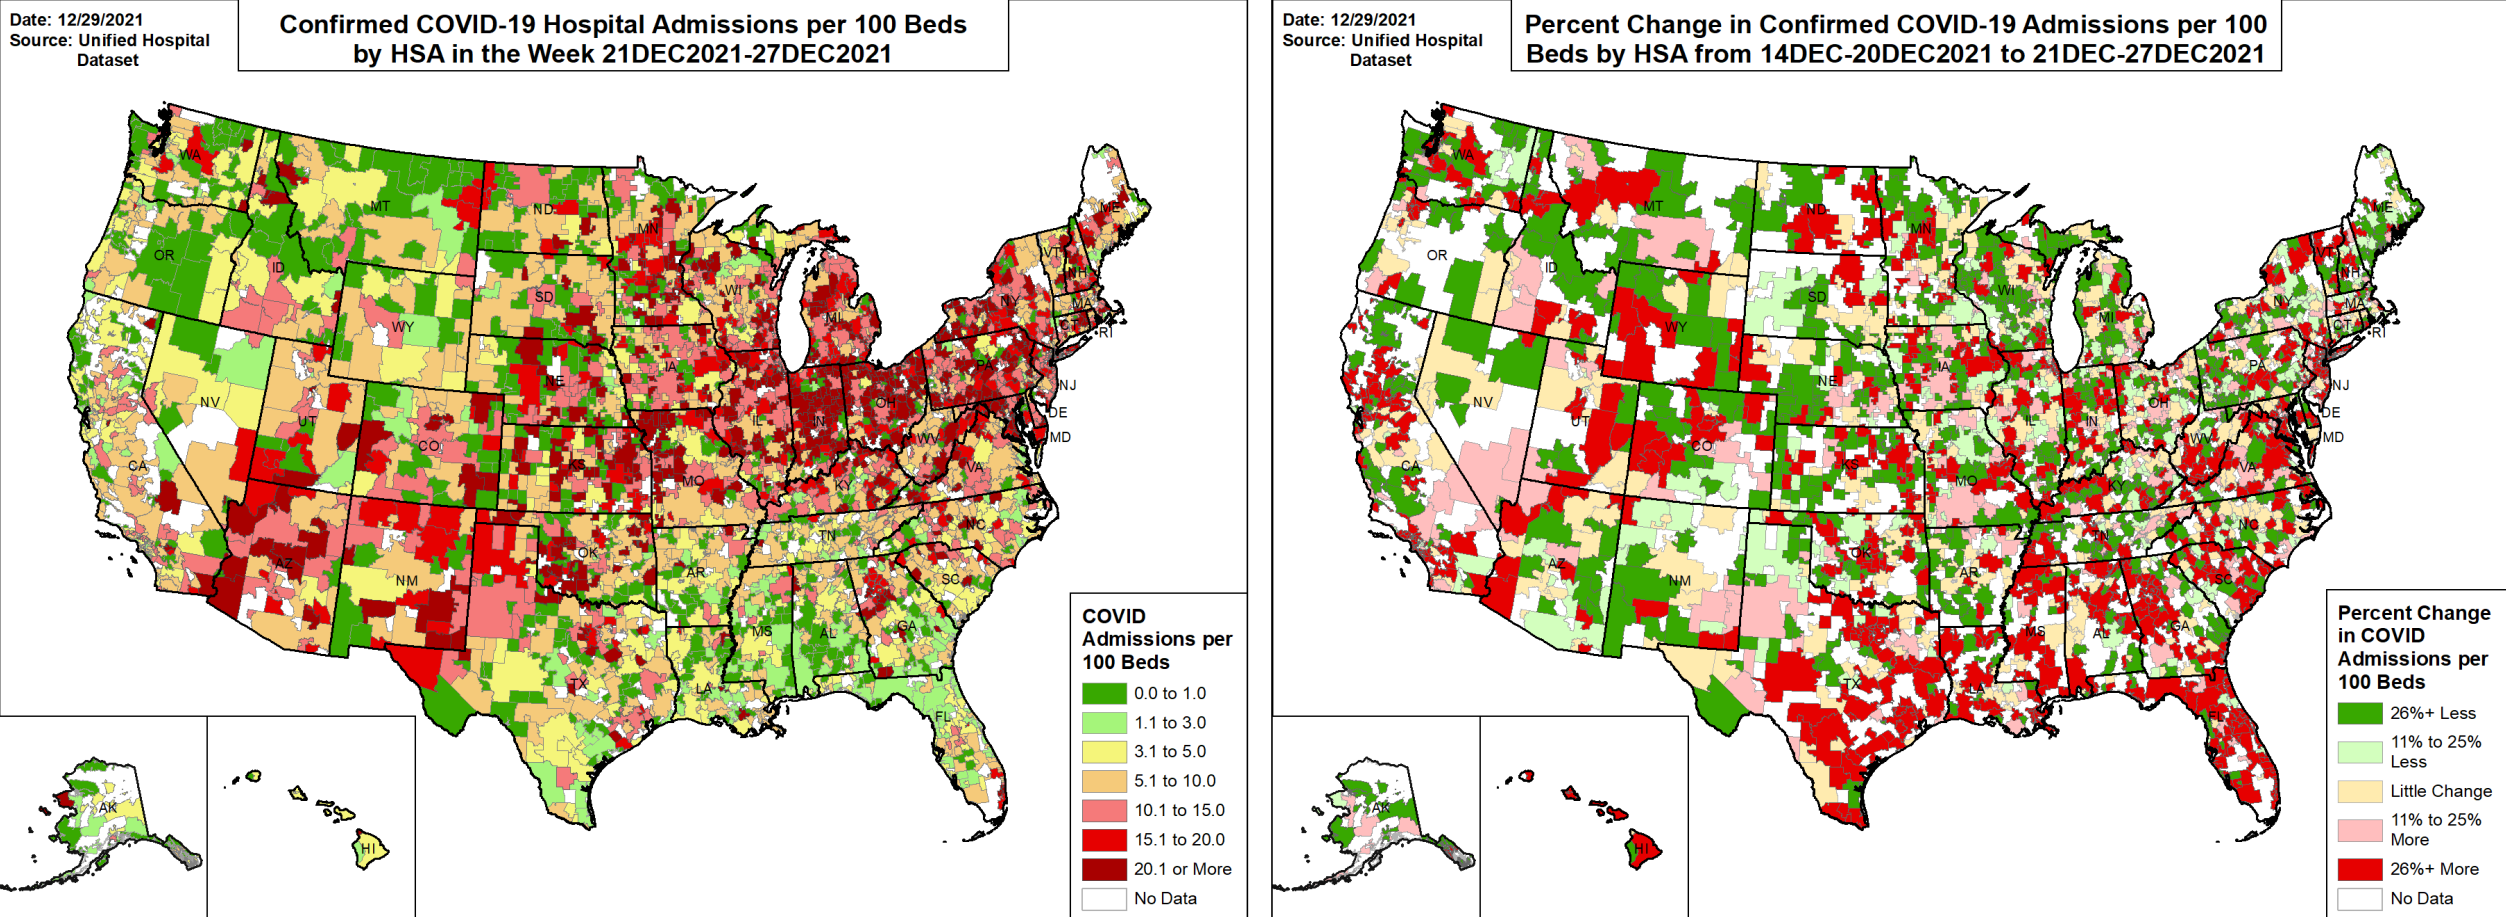 Date: 12/29/2021
Source: Unified Hospital
Dataset
Confirmed COVID-19 Hospital Admissions per 100 Beds
by HSA in the Week 21DEC2021-27DEC2021
WA
MT
ND
MN
ME
OR
ID
SD
WI
VT
NH
WY
MI
NY
MA
CT
RI
NE
IA
PA
NJ
NV
UT
CO
IL
IN
OH
DE
MD
CA
KS
MO
WV
VA
KY
AZ
NM
OK
AR
TN
NC
SC
MS
AL
GA
TX
LA
FL
AK
HI
COVID
Admissions per
100 Beds
0.0 to 1.0
1.1 to 3.0
3.1 to 5.0
5.1 to 10.0
10.1 to 15.0
15.1 to 20.0
20.1 or More
No Data
Date: 12/29/2021
Source: Unified Hospital
Dataset
Percent Change in Confirmed COVID-19 Admissions per 100
Beds by HSA from 14DEC-20DEC2021 to 21DEC-27DEC2021
WA
MT
ND
MN
ME
OR
ID
SD
WI
VT
NH
WY
MI
NY
MA
CT
RI
NE
IA
PA
NJ
NV
UT
CO
IL
IN
OH
DE
MD
CA
KS
MO
WV
VA
KY
AZ
NM
OK
AR
TN
NC
SC
MS
AL
GA
TX
LA
FL
AK
HI
Percent Change
in COVID
Admissions per
100 Beds
26%+ Less
11% to 25%
Less
Little Change
11% to 25%
More
26%+ More
No Data